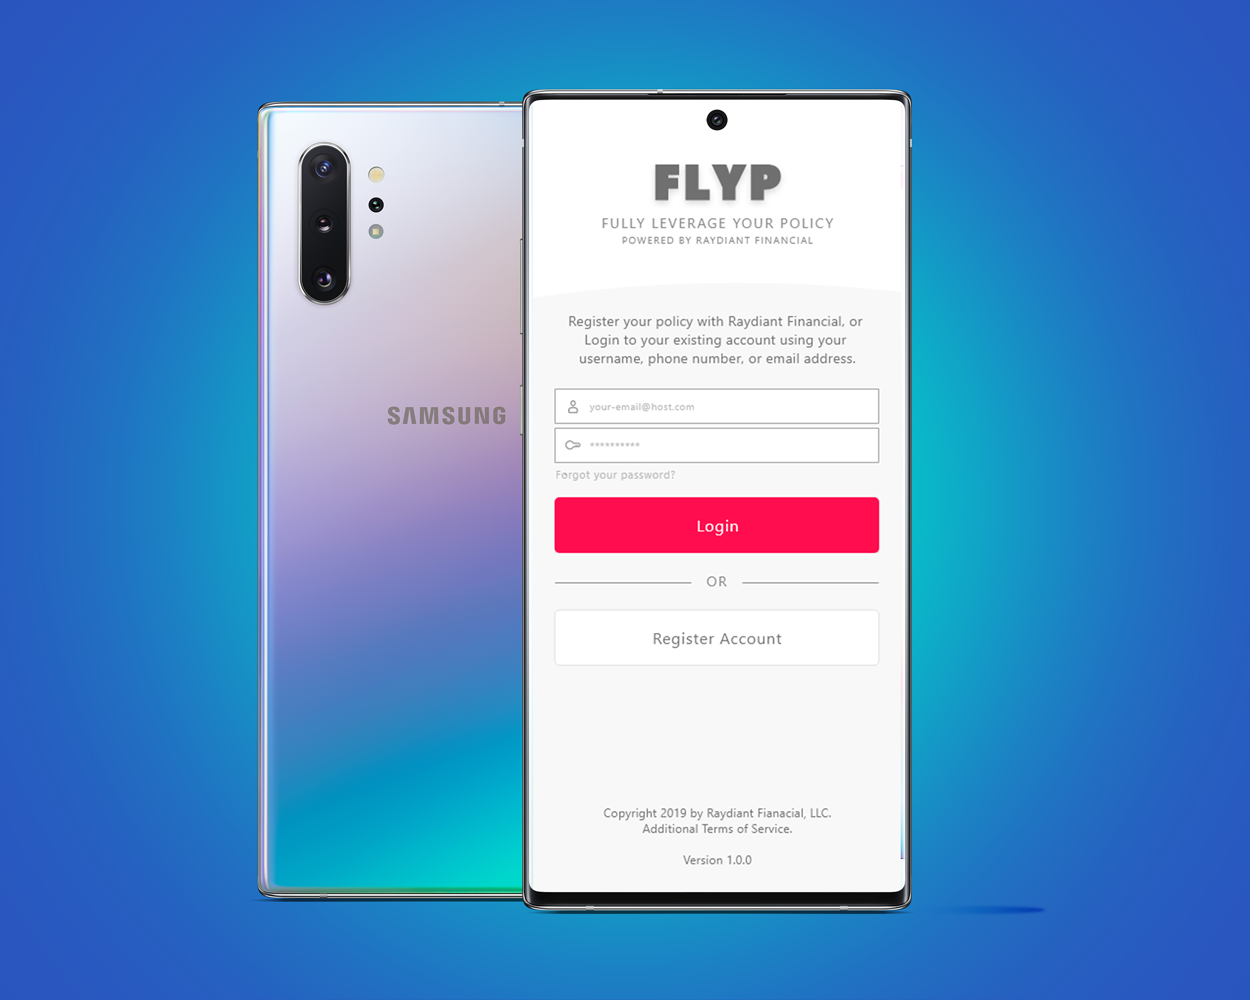 SAMSUNG
FLYP
FULLY LEVERAGE YOUR POLICY
POWERED BY RAYDIANT FINANCIAL
Register your policy with Raydiant Financial, or
Login to your existing account using your
username, phone number, or email address.
your-email@host.com
**********
Forgot your password?
Login
OR
Register Account
Copyright 2019 by Raydiant Fianacial, LLC.
Additional Terms of Service.
Version 1.0.0